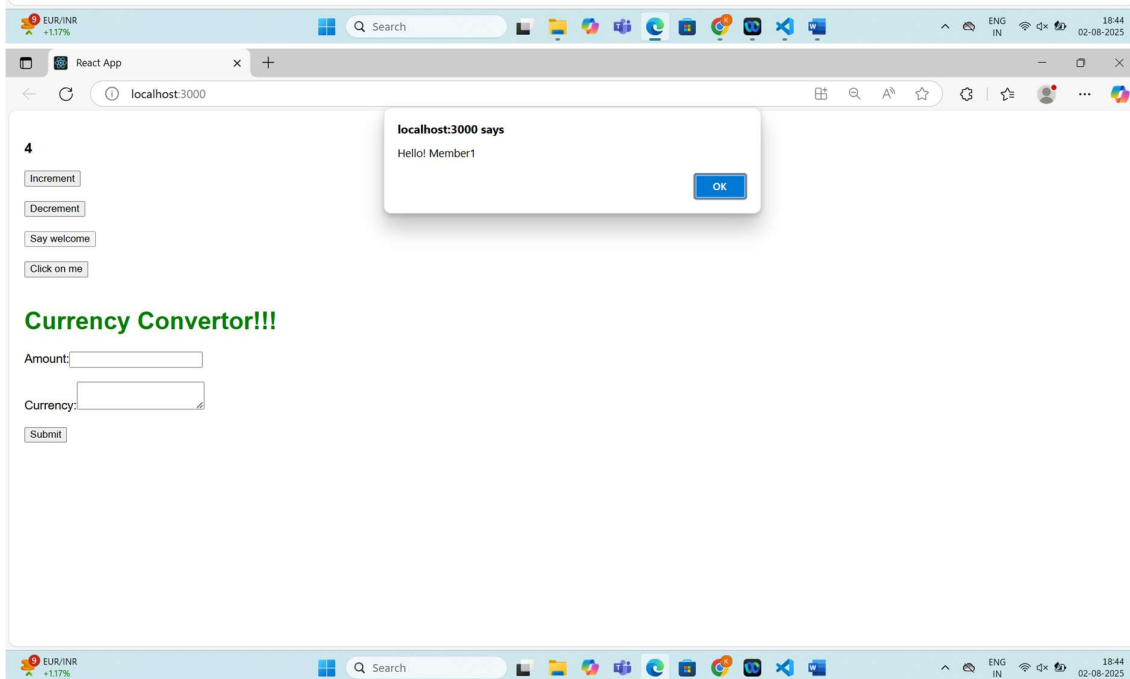 9
EUR/INR
+1.17%
Search
ENG
IN
18:44
02-08-2025
React App
localhost:3000
localhost:3000 says
Hello! Member1
OK
4
Increment
Decrement
Say welcome
Click on me
Currency Convertor!!!
Amount:
Currency:
Submit
9
EUR/INR
+1.17%
Search
ENG
IN
18:44
02-08-2025